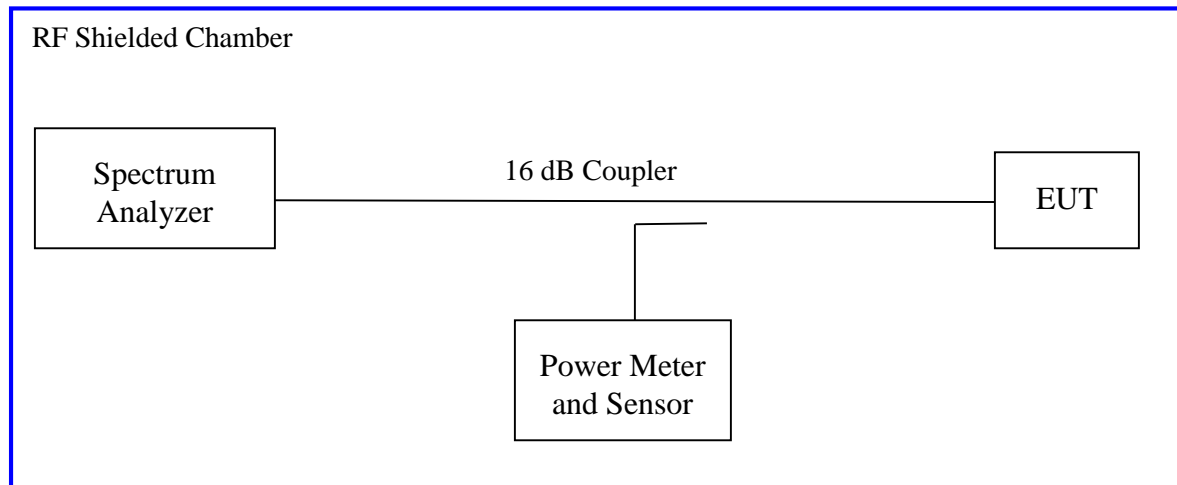 RF Shielded Chamber
Spectrum
Analyzer
16 dB Coupler
EUT
Power Meter
and Sensor